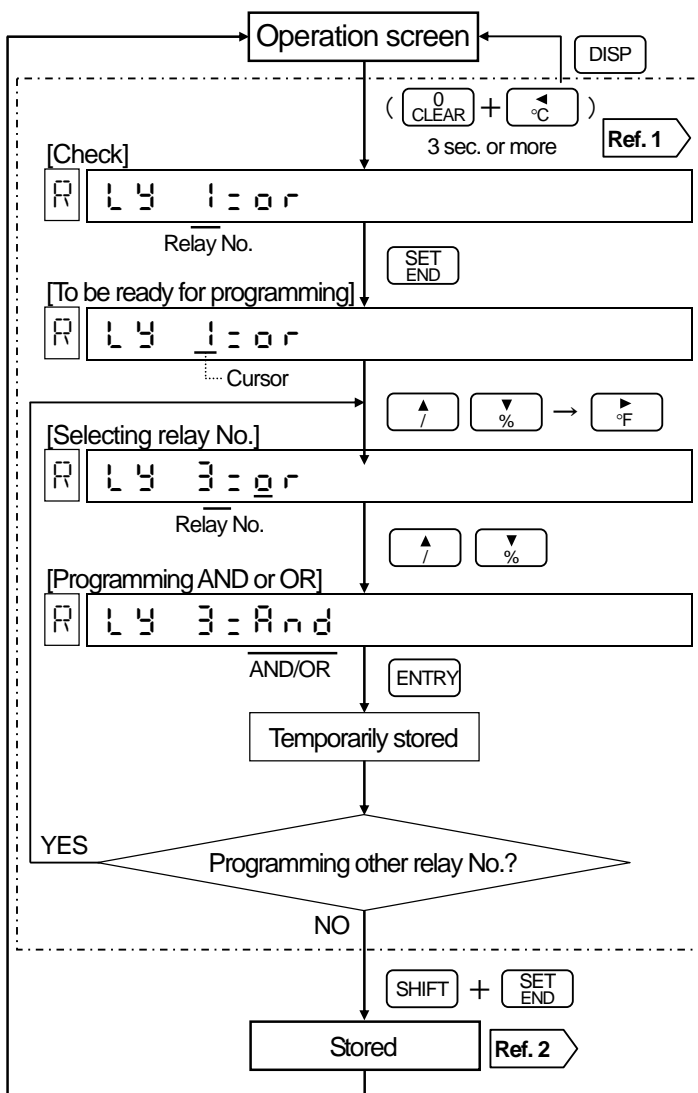 Operation screen
DISP
( 0 CLEAR + ◄ °C )
3 sec. or more
Ref. 1
[Check]
R LY 1=or
Relay No.
SET END
[To be ready for programming]
R LY 1=or
Cursor
▲ / ▼ % → ► °F
[Selecting relay No.]
R LY 3=or
Relay No.
▲ / ▼ %
[Programming AND or OR]
R LY 3=And
AND/OR
ENTRY
Temporarily stored
YES
Programming other relay No.?
NO
SHIFT + SET END
Stored
Ref. 2